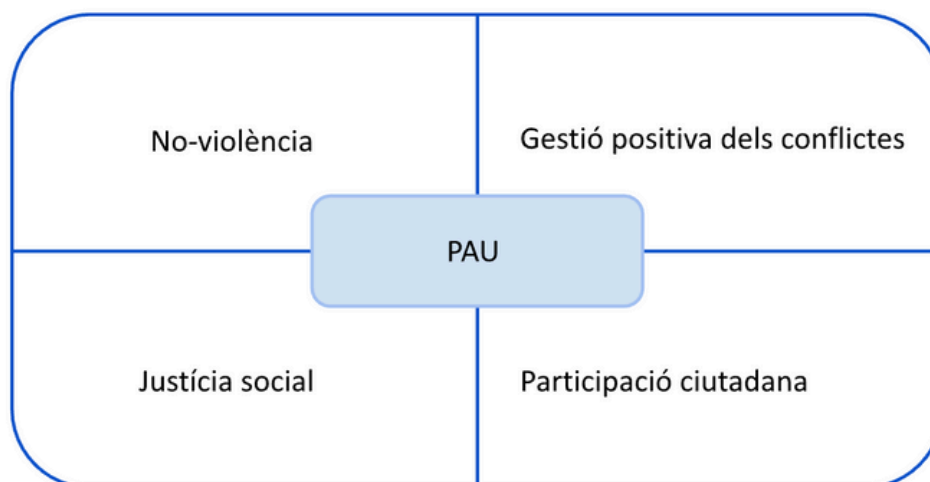 No-violència
Gestió positiva dels conflictes
PAU
Justícia social
Participació ciutadana